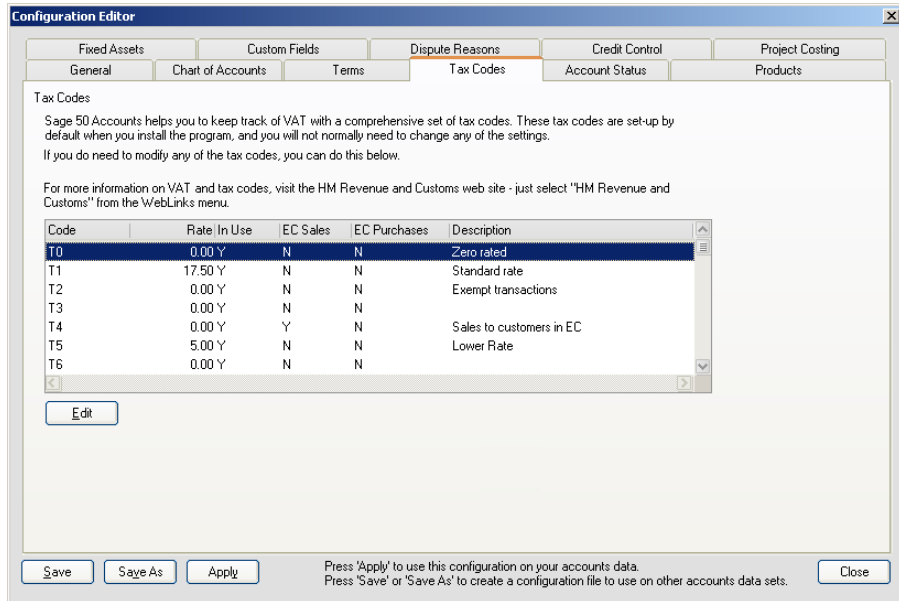 Configuration Editor
Fixed Assets Custom Fields Dispute Reasons Credit Control Project Costing
General Chart of Accounts Terms Tax Codes Account Status Products
Tax Codes
Sage 50 Accounts helps you to keep track of VAT with a comprehensive set of tax codes. These tax codes are set-up by
default when you install the program, and you will not normally need to change any of the settings.
If you do need to modify any of the tax codes, you can do this below.
For more information on VAT and tax codes, visit the HM Revenue and Customs web site - just select "HM Revenue and
Customs" from the WebLinks menu.
Code Rate In Use EC Sales EC Purchases Description
T0 0.00 Y N N Zero rated
T1 17.50 Y N N Standard rate
T2 0.00 Y N N Exempt transactions
T3 0.00 Y N N
T4 0.00 Y Y N Sales to customers in EC
T5 5.00 Y N N Lower Rate
T6 0.00 Y N N
Edit
Save Save As Apply Press 'Apply' to use this configuration on your accounts data.
Press 'Save' or 'Save As' to create a configuration file to use on other accounts data sets. Close